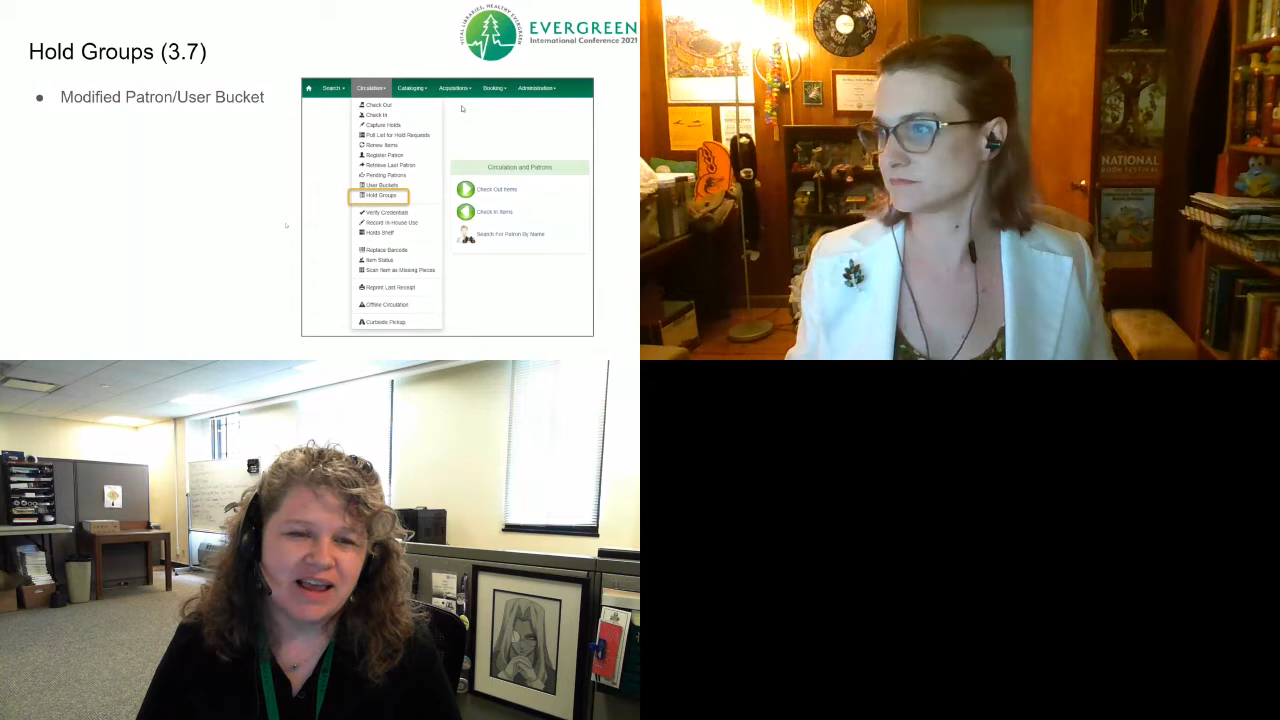 Hold Groups (3.7)
VITAL LIBRARIES, HEALTHY EVERGREEN
EVERGREEN
International Conference 2021
● Modified Patron/User Bucket
Search Circulation Cataloging Acquisitions Booking Administration
Check Out
Check In
Capture Holds
Pull List for Hold Requests
Renew Items
Register Patron
Retrieve Last Patron
Pending Patrons
User Buckets
Hold Groups
Verify Credentials
Record In-House Use
Holds Shelf
Replace Barcode
Item Status
Scan Item as Missing Pieces
Reprint Last Receipt
Offline Circulation
Curbside Pickup
Circulation and Patrons
Check Out Items
Check In Items
Search For Patron By Name
NATIONAL
BOOK FESTIVAL